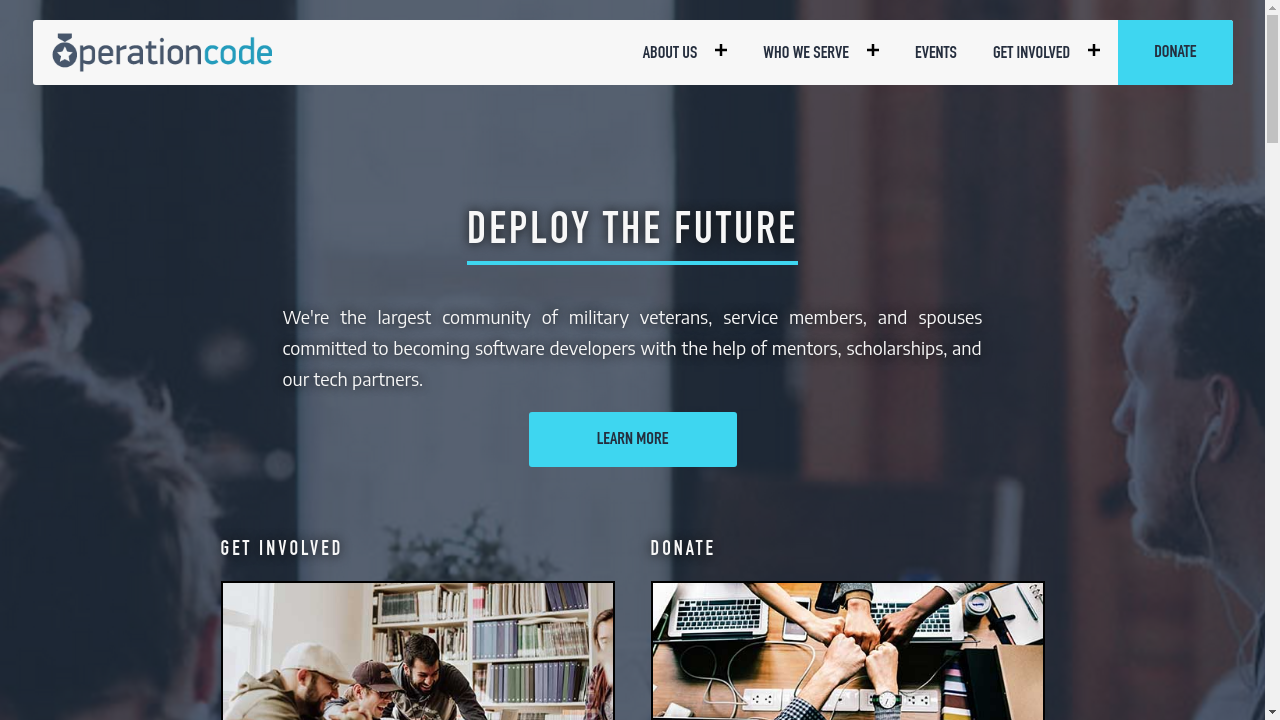 operationcode
ABOUT US
WHO WE SERVE
EVENTS
GET INVOLVED
DONATE
DEPLOY THE FUTURE
We're the largest community of military veterans, service members, and spouses
committed to becoming software developers with the help of mentors, scholarships, and
our tech partners.
LEARN MORE
GET INVOLVED
DONATE